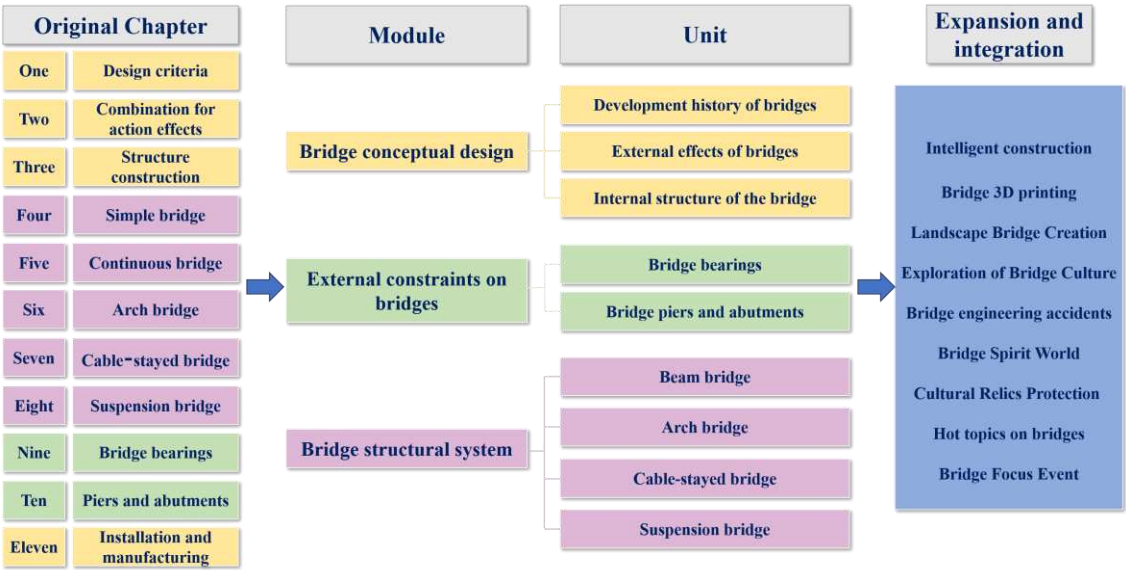 Original Chapter
One
Design criteria
Two
Combination for
action effects
Three
Structure
construction
Four
Simple bridge
Five
Continuous bridge
Six
Arch bridge
Seven
Cable-stayed bridge
Eight
Suspension bridge
Nine
Bridge bearings
Ten
Piers and abutments
Eleven
Installation and
manufacturing
Module
Bridge conceptual design
External constraints on
bridges
Bridge structural system
Unit
Development history of bridges
External effects of bridges
Internal structure of the bridge
Bridge bearings
Bridge piers and abutments
Beam bridge
Arch bridge
Cable-stayed bridge
Suspension bridge
Expansion and
integration
Intelligent construction
Bridge 3D printing
Landscape Bridge Creation
Exploration of Bridge Culture
Bridge engineering accidents
Bridge Spirit World
Cultural Relics Protection
Hot topics on bridges
Bridge Focus Event